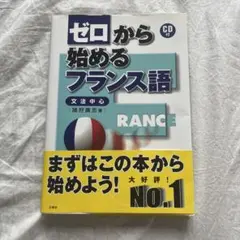 ゼロから
始める
フランス語
CD
文法中心
FRANCE
まずはこの本から
始めよう!
大好評!
No.1